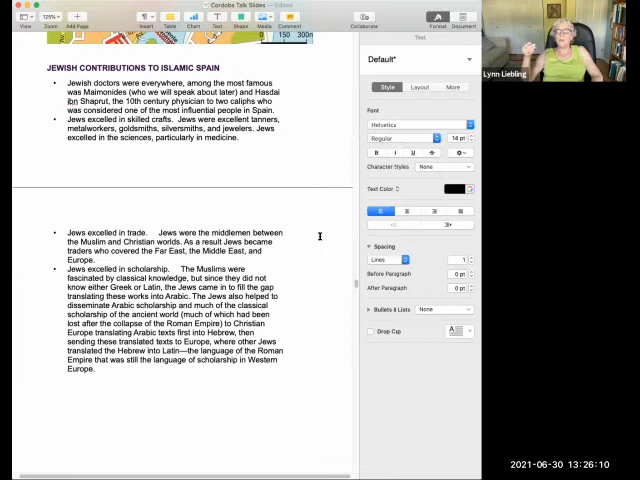 Cordoba Talk Slides — Edited
125%
View
Zoom
Add Page
Insert
Table
Chart
Text
Shape
Media
Comment
Collaborate
Format
Document
0 150 300m
Text
JEWISH CONTRIBUTIONS TO ISLAMIC SPAIN
• Jewish doctors were everywhere, among the most famous
was Maimonides (who we will speak about later) and Hasdai
ibn Shaprut, the 10th century physician to two caliphs who
was considered one of the most influential people in Spain.
• Jews excelled in skilled crafts. Jews were excellent tanners,
metalworkers, goldsmiths, silversmiths, and jewelers. Jews
excelled in the sciences, particularly in medicine.
• Jews excelled in trade. Jews were the middlemen between
the Muslim and Christian worlds. As a result Jews became
traders who covered the Far East, the Middle East, and
Europe.
• Jews excelled in scholarship. The Muslims were
fascinated by classical knowledge, but since they did not
know either Greek or Latin, the Jews came in to fill the gap
translating these works into Arabic. The Jews also helped to
disseminate Arabic scholarship and much of the classical
scholarship of the ancient world (much of which had been
lost after the collapse of the Roman Empire) to Christian
Europe translating Arabic texts first into Hebrew, then
sending these translated texts to Europe, where other Jews
translated the Hebrew into Latin—the language of the Roman
Empire that was still the language of scholarship in Western
Europe.
Default*
Style
Layout
More
Font
Helvetica
Regular
14 pt
B I U S
Character Styles
None
Text Color
Spacing
Lines
1
Before Paragraph
0 pt
After Paragraph
0 pt
Bullets & Lists
None
Drop Cap
Lynn Liebling
2021-06-30 13:26:10